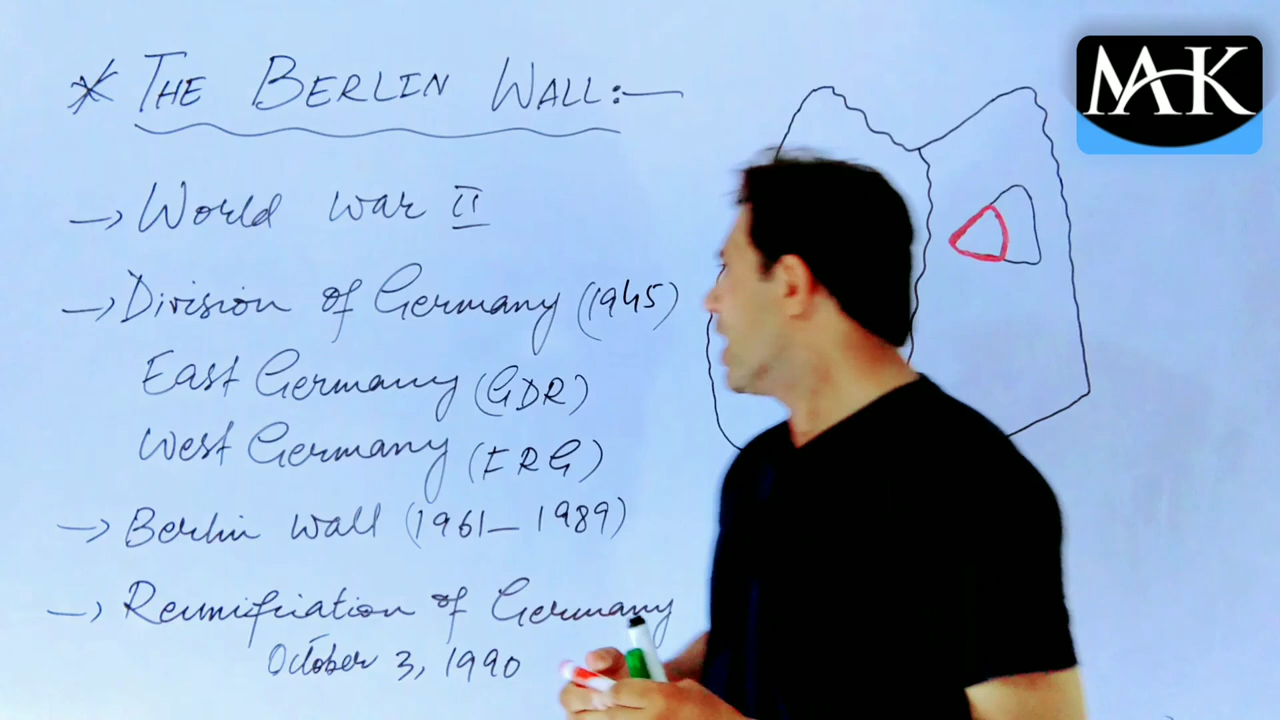 * THE BERLIN WALL:—
→ World war II
→ Division of Germany (1945)
East Germany (GDR)
West Germany (FRG)
→ Berlin wall (1961_ 1989)
→ Reunification of Germany
October 3, 1990
MAK